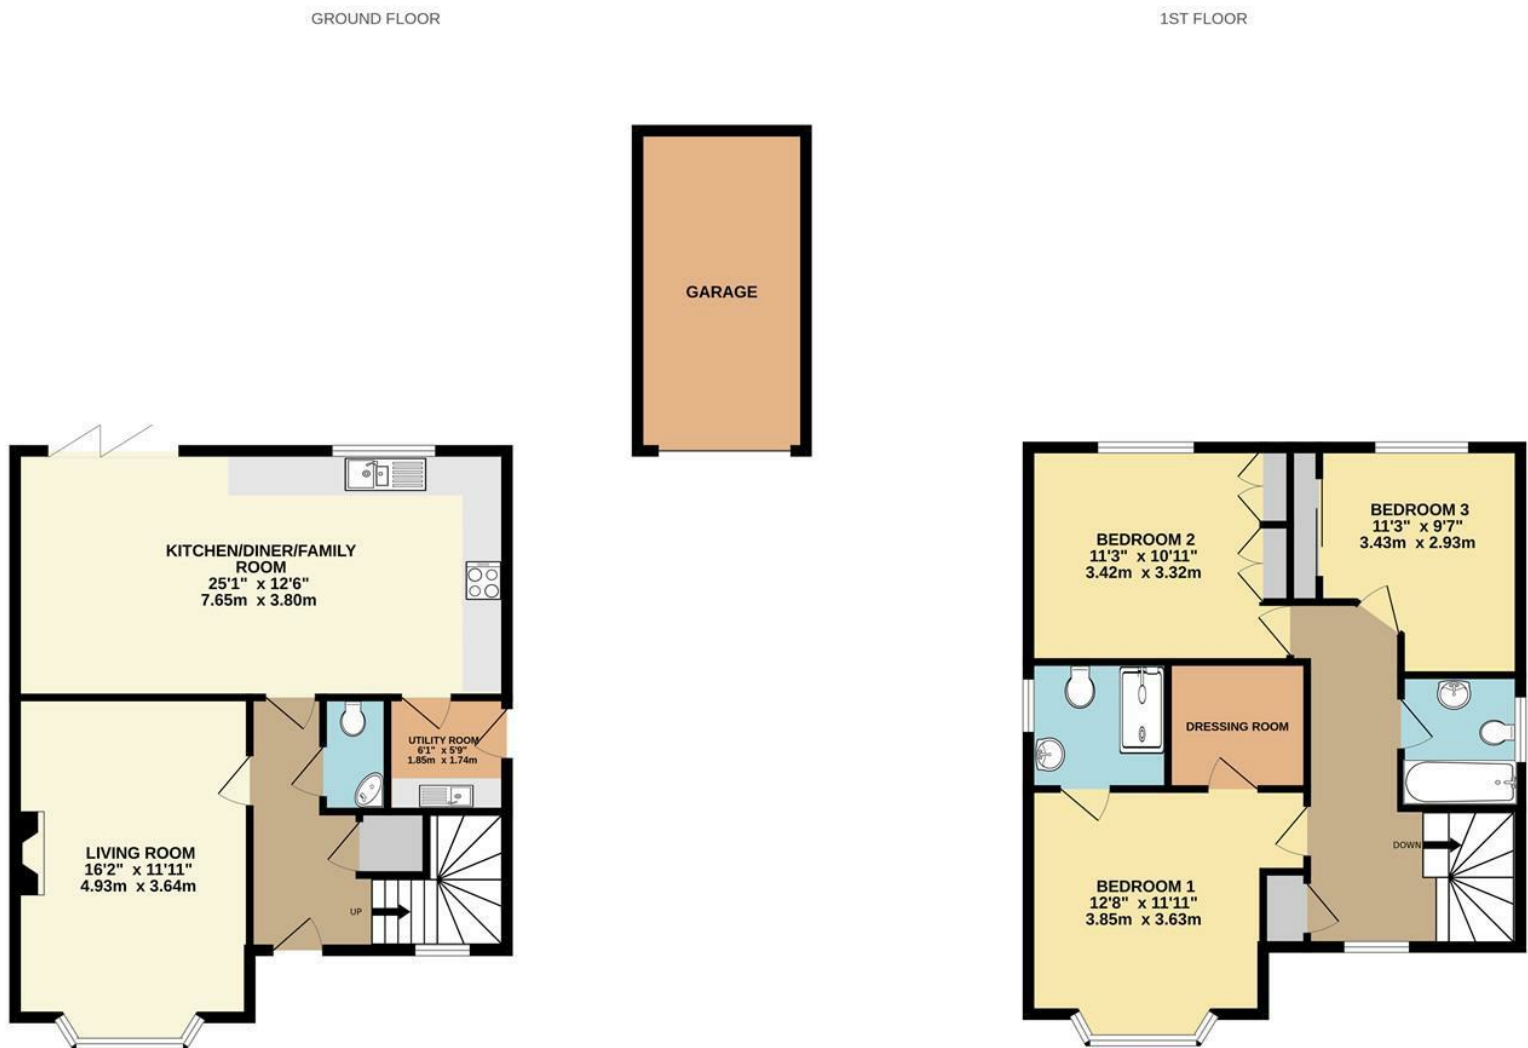 GROUND FLOOR
1ST FLOOR
GARAGE
KITCHEN/DINER/FAMILY
ROOM
25'1" x 12'6"
7.65m x 3.80m
UTILITY ROOM
6'1" x 5'9"
1.85m x 1.74m
LIVING ROOM
16'2" x 11'11"
4.93m x 3.64m
UP
BEDROOM 2
11'3" x 10'11"
3.42m x 3.32m
BEDROOM 3
11'3" x 9'7"
3.43m x 2.93m
DRESSING ROOM
DOWN
BEDROOM 1
12'8" x 11'11"
3.85m x 3.63m